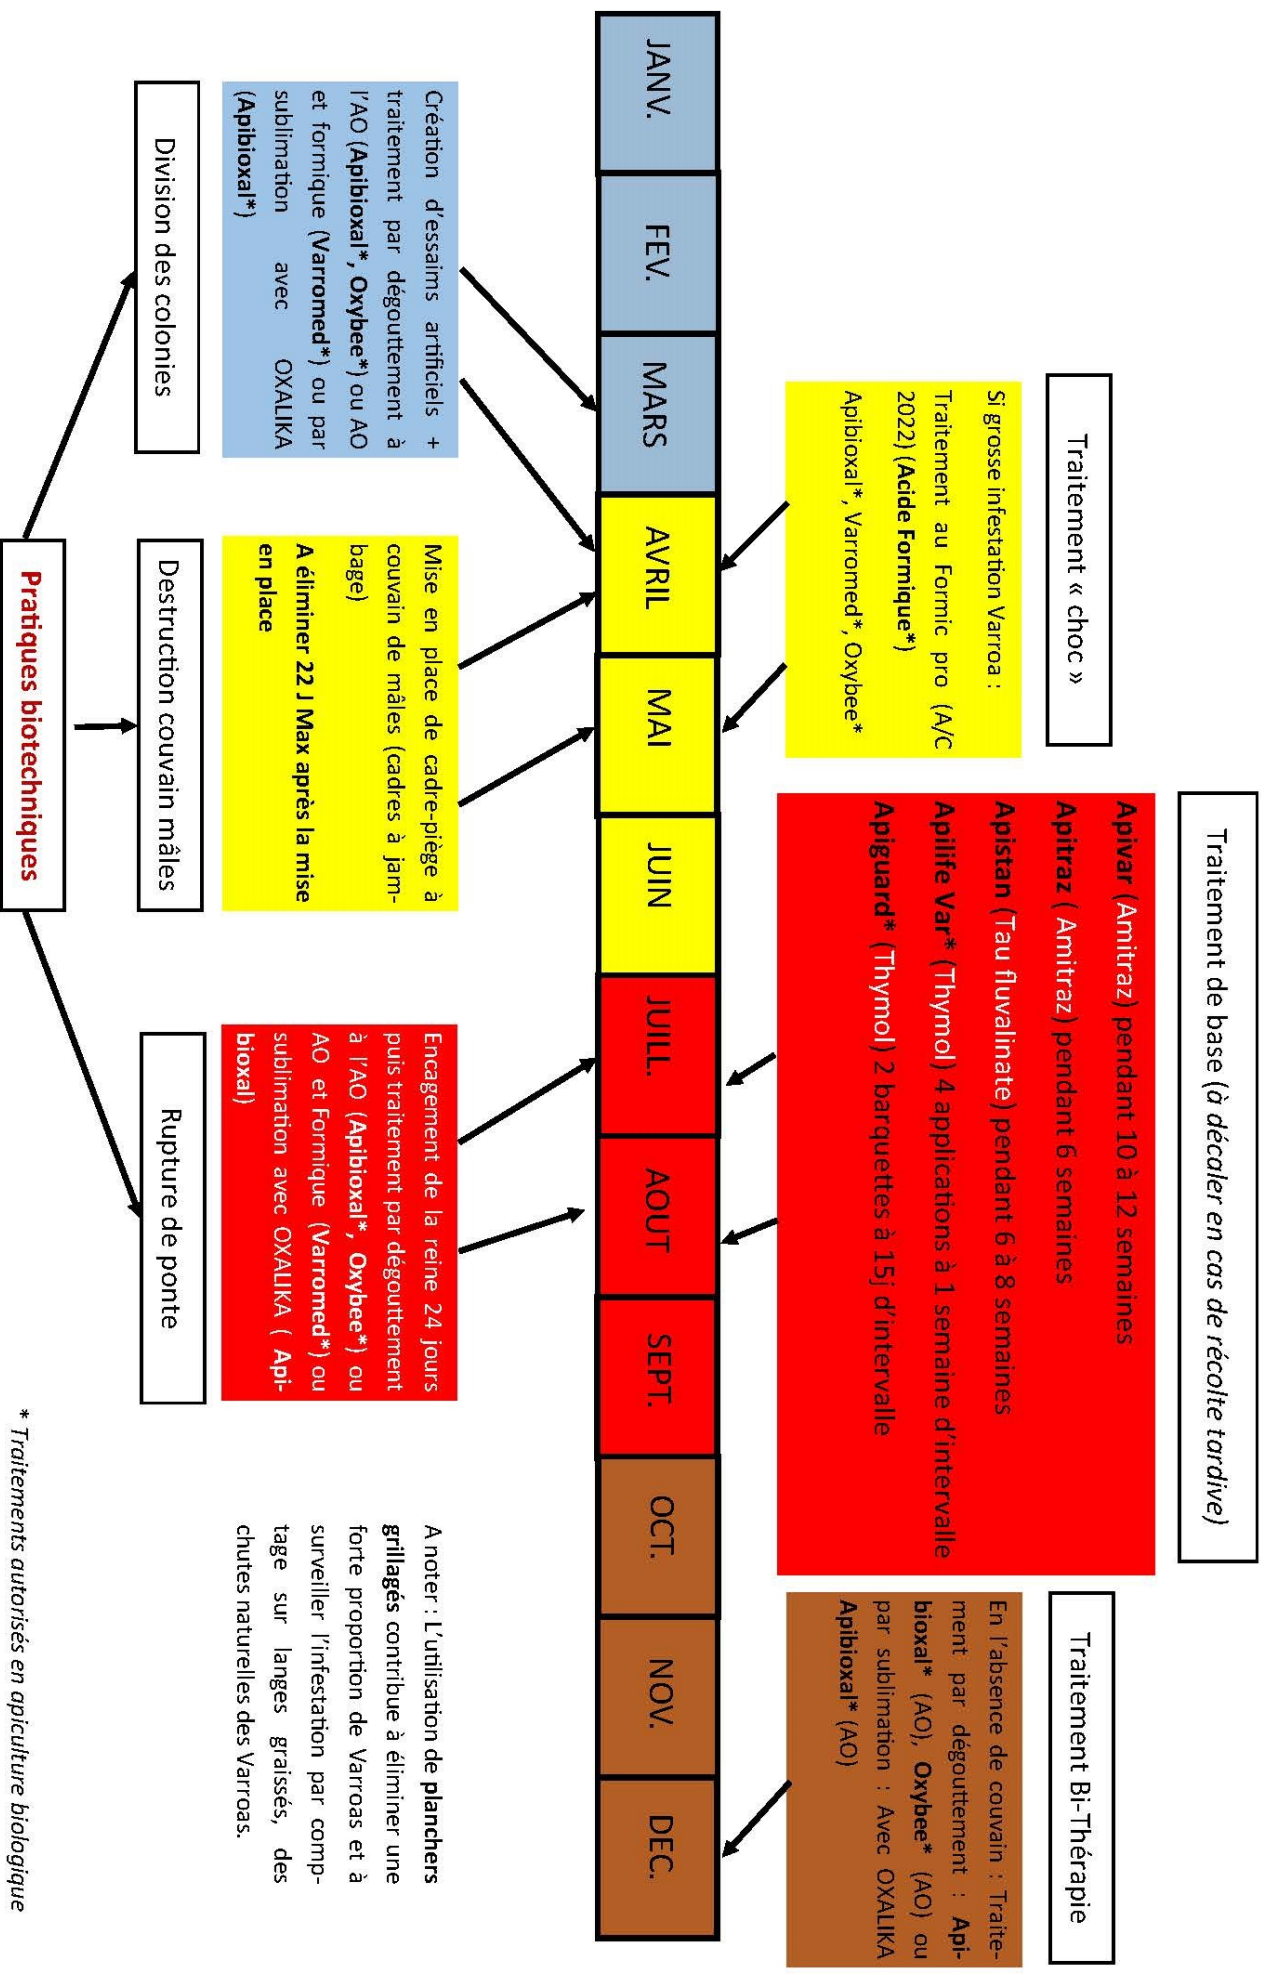 Traitement de base (à décaler en cas de récolte tardive)
Traitement « choc »
Si grosse infestation Varroa :
Traitement au Formic pro (A/C
2022) (Acide Formique*)
Apibioxal*, Varromed*, Oxybee*
Apivar (Amitraz) pendant 10 à 12 semaines
Apitraz ( Amitraz) pendant 6 semaines
Apistan (Tau fluvalinate) pendant 6 à 8 semaines
Apilife Var* (Thymol) 4 applications à 1 semaine d'intervalle
Apiguard* (Thymol) 2 barquettes à 15j d'intervalle
Traitement Bi-Thérapie
En l'absence de couvain : Traite-
ment par dégouttement : Api-
bioxal* (AO), Oxybee* (AO) ou
par sublimation : Avec OXALIKA
Apibioxal* (AO)
JANV.
FEV.
MARS
AVRIL
MAI
JUIN
JUILL.
AOUT
SEPT.
OCT.
NOV.
DEC.
Création d'essaims artificiels +
traitement par dégouttement à
l'AO (Apibioxal*, Oxybee*) ou AO
et formique (Varromed*) ou par
sublimation avec OXALIKA
(Apibioxal*)
Division des colonies
Mise en place de cadre-piège à
couvain de mâles (cadres à jam-
bage)
A éliminer 22 J Max après la mise
en place
Destruction couvain mâles
Encagement de la reine 24 jours
puis traitement par dégouttement
à l'AO (Apibioxal*, Oxybee*) ou
AO et Formique (Varromed*) ou
sublimation avec OXALIKA ( Api-
bioxal)
Rupture de ponte
A noter : L'utilisation de planchers
grillagés contribue à éliminer une
forte proportion de Varroas et à
surveiller l'infestation par comp-
tage sur langes graissés, des
chutes naturelles des Varroas.
Pratiques biotechniques
* Traitements autorisés en apiculture biologique